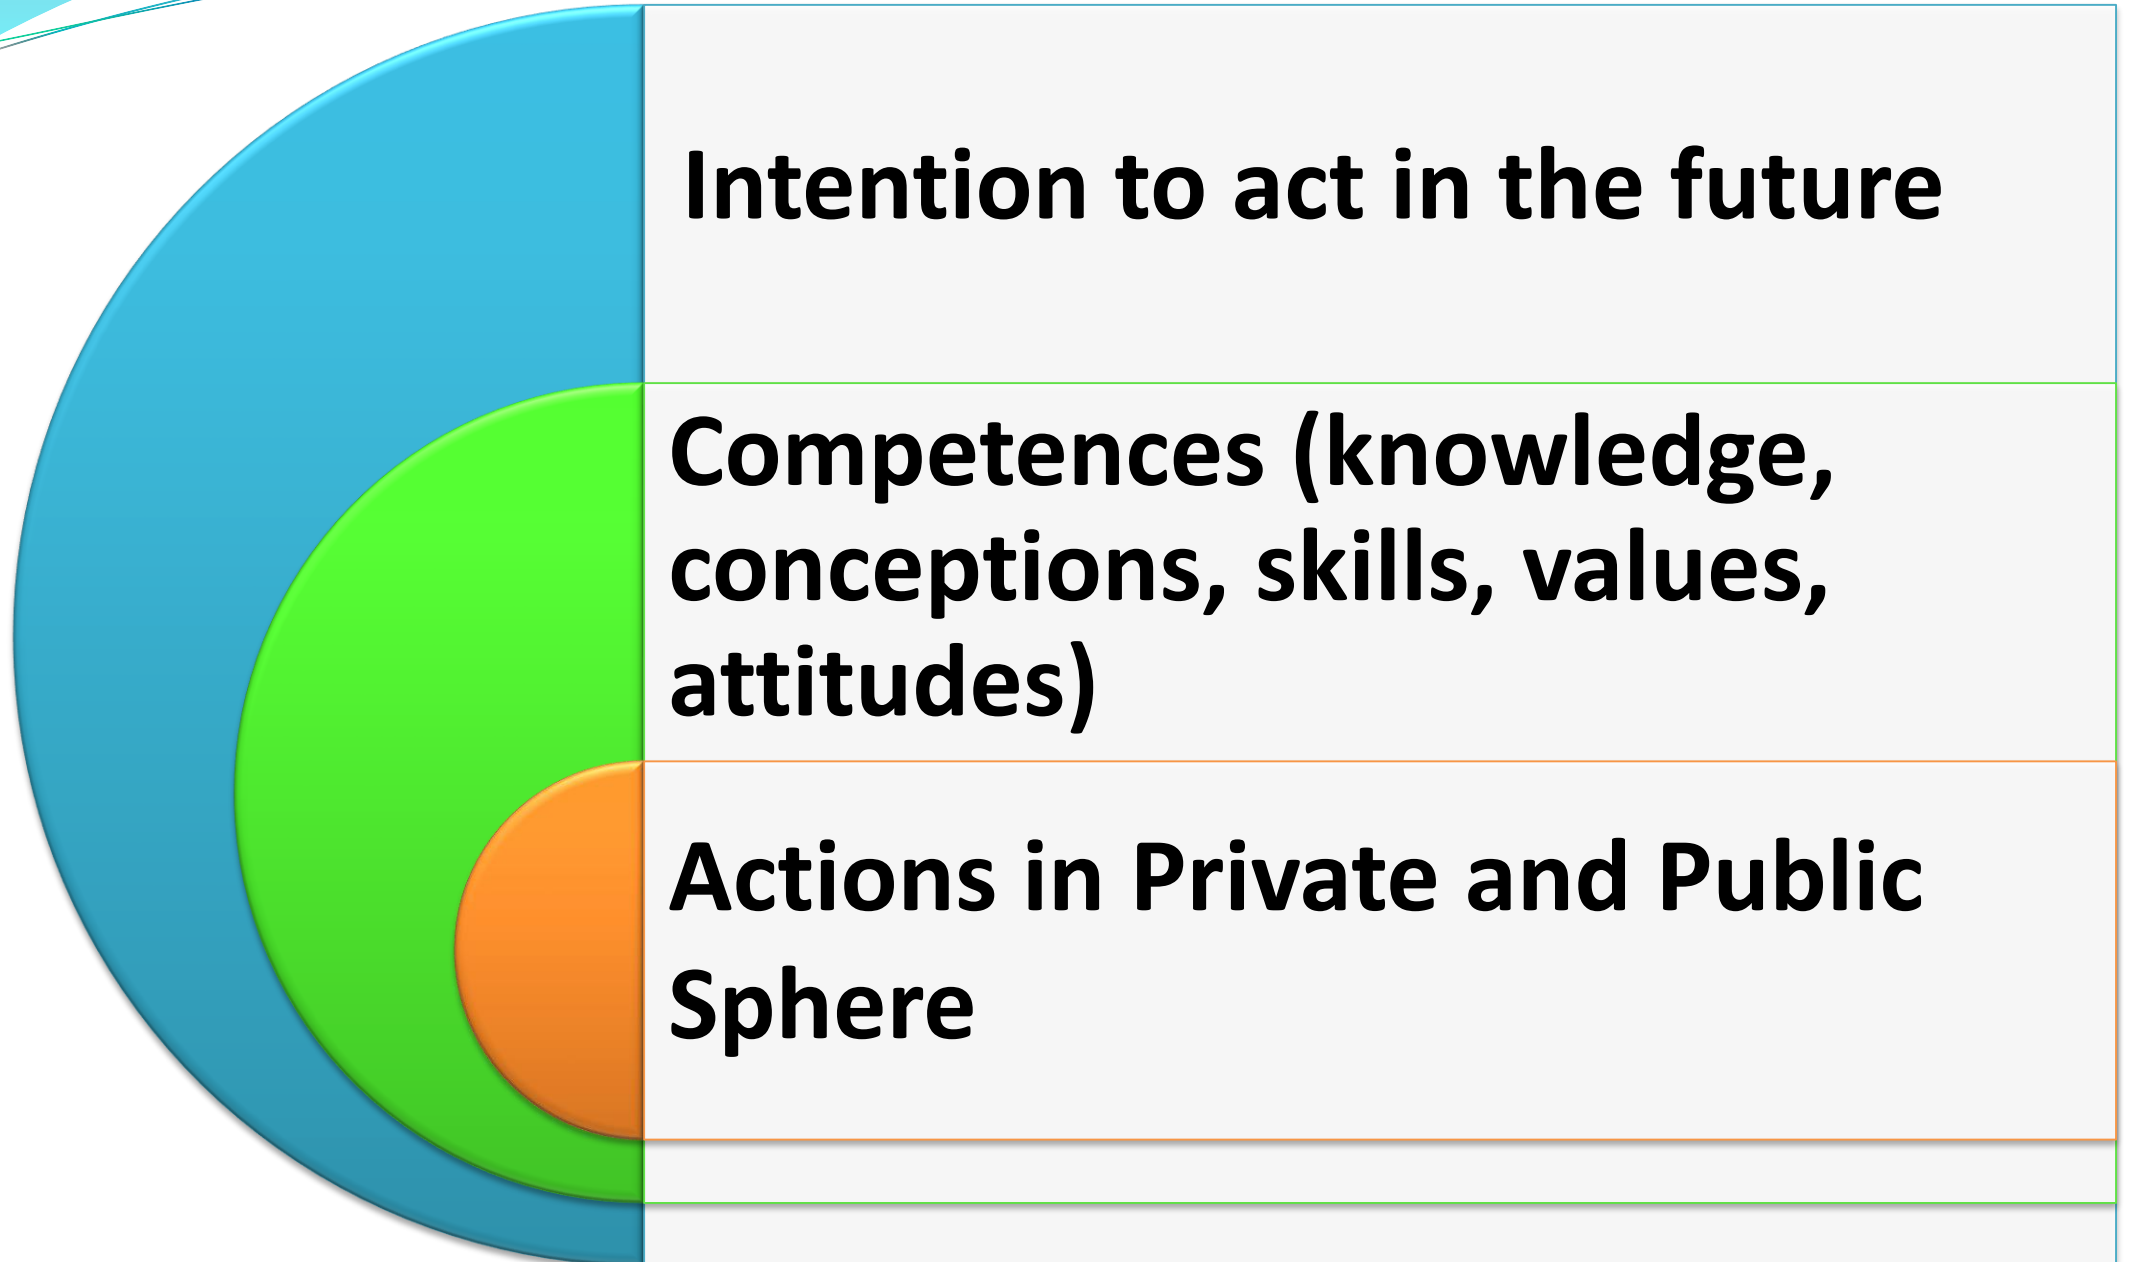 Intention to act in the future
Competences (knowledge,
conceptions, skills, values,
attitudes)
Actions in Private and Public
Sphere